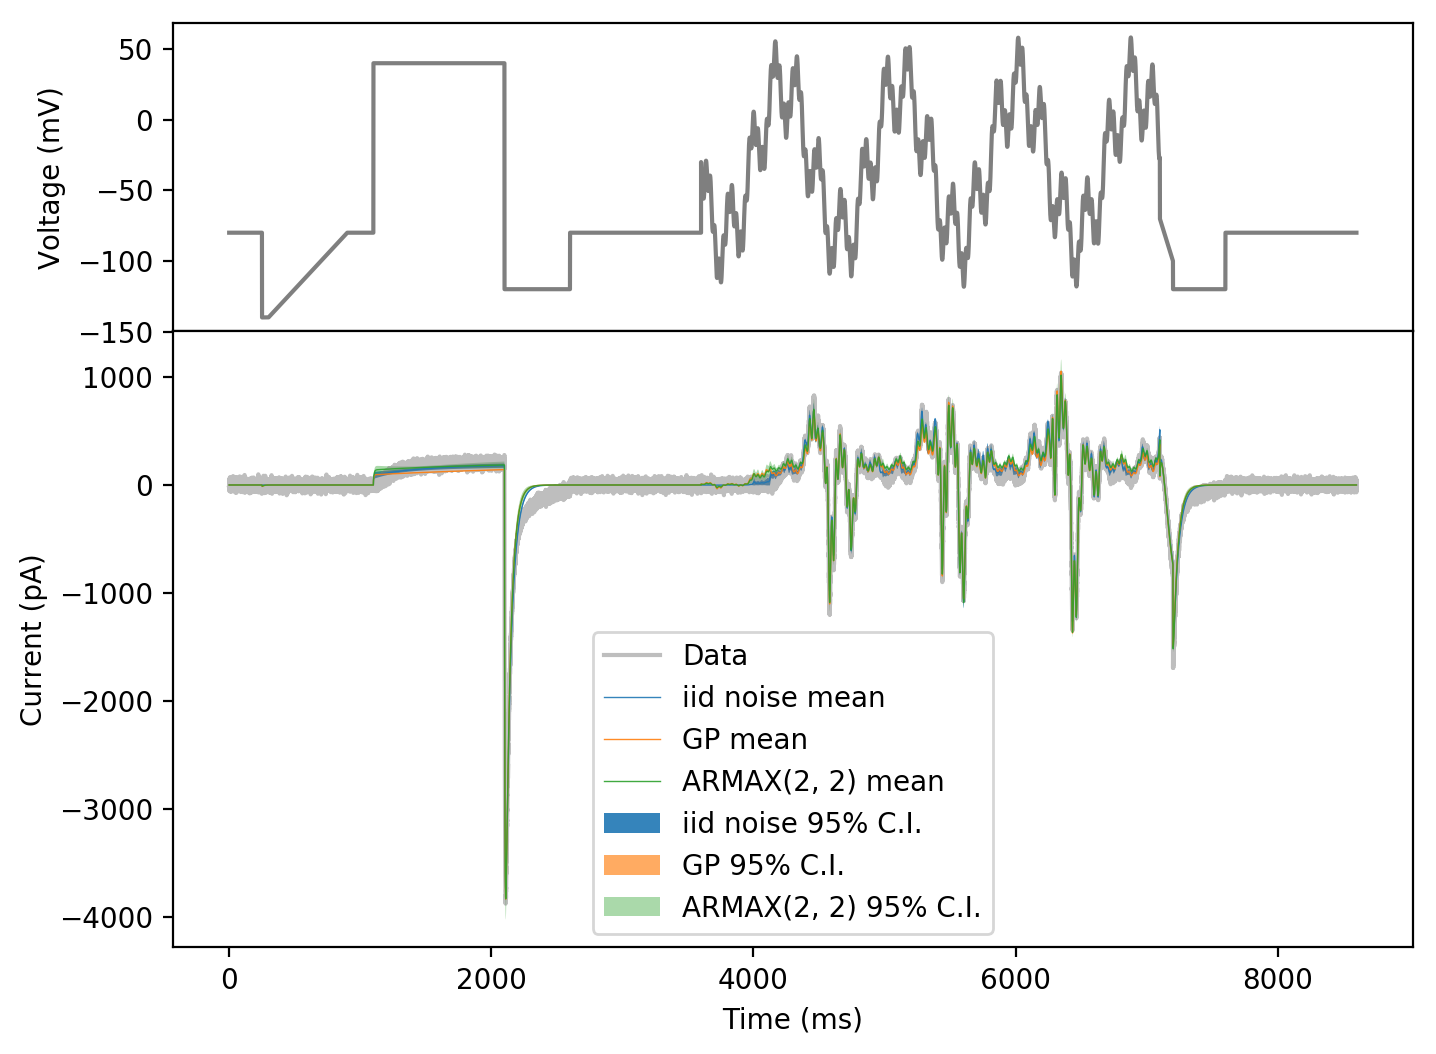 50
0
−50
−100
−150
Voltage (mV)
1000
0
−1000
−2000
−3000
−4000
Current (pA)
Data
iid noise mean
GP mean
ARMAX(2, 2) mean
iid noise 95% C.I.
GP 95% C.I.
ARMAX(2, 2) 95% C.I.
0 2000 4000 6000 8000
Time (ms)